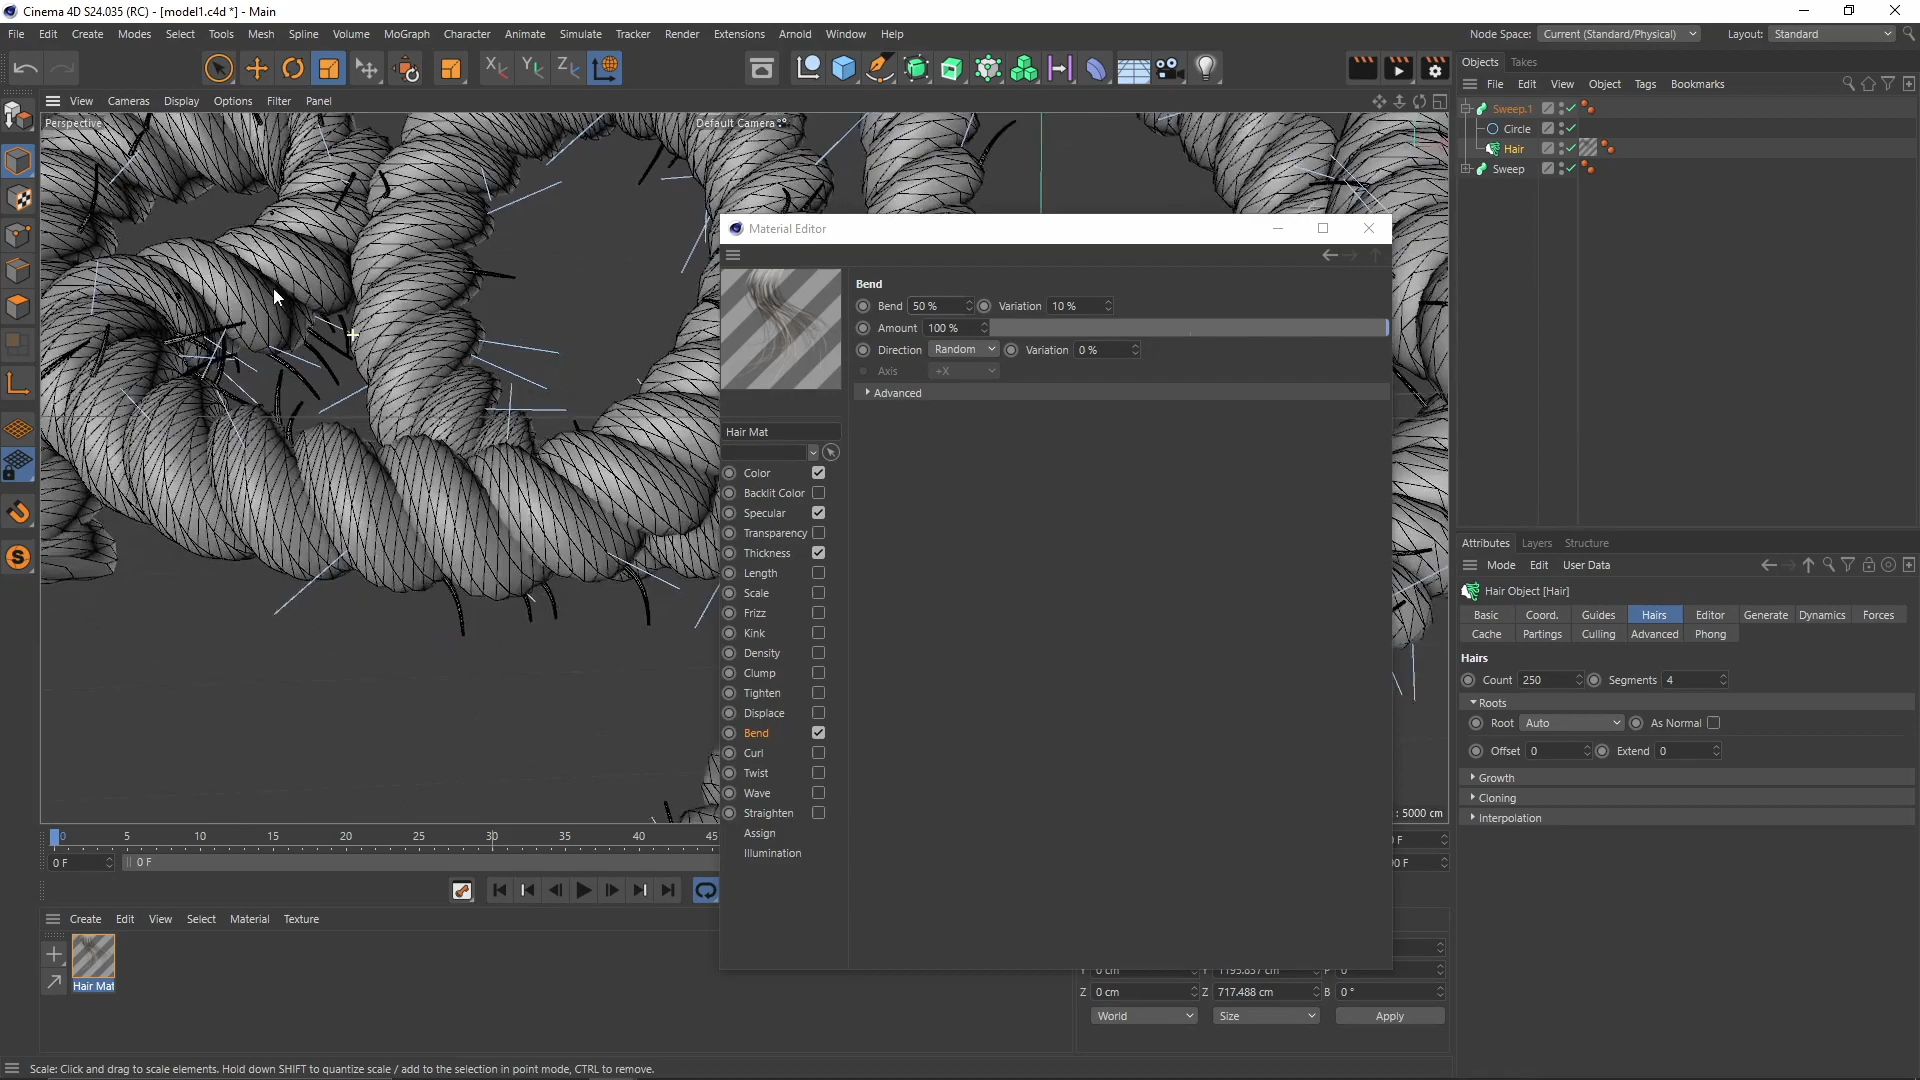 Cinema 4D S24.035 (RC) - [model1.c4d *] - Main
File Edit Create Modes Select Tools Mesh Spline Volume MoGraph Character Animate Simulate Tracker Render Extensions Arnold Window Help
Node Space: Current (Standard/Physical) Layout: Standard
X Y Z
Objects Takes
File Edit View Object Tags Bookmarks
View Cameras Display Options Filter Panel
Perspective
Default Camera
Sweep.1
Circle
Hair
Sweep
Material Editor
Bend
Bend 50 % Variation 10 %
Amount 100 %
Direction Random Variation 0 %
Axis +X
Advanced
Hair Mat
Color
Backlit Color
Specular
Transparency
Thickness
Length
Scale
Frizz
Kink
Density
Clump
Tighten
Displace
Bend
Curl
Twist
Wave
Straighten
Assign
Illumination
Attributes Layers Structure
Mode Edit User Data
Hair Object [Hair]
Basic Coord. Guides Hairs Editor Generate Dynamics Forces
Cache Partings Culling Advanced Phong
Hairs
Count 250 Segments 4
Roots
Root Auto As Normal
Offset 0 Extend 0
Growth
Cloning
Interpolation
: 5000 cm
0 5 10 15 20 25 30 35 40 45
0 F 0 F
Create Edit View Select Material Texture
Hair Mat
Z 0 cm Z 717.488 cm B 0 °
World Size Apply
Scale: Click and drag to scale elements. Hold down SHIFT to quantize scale / add to the selection in point mode, CTRL to remove.